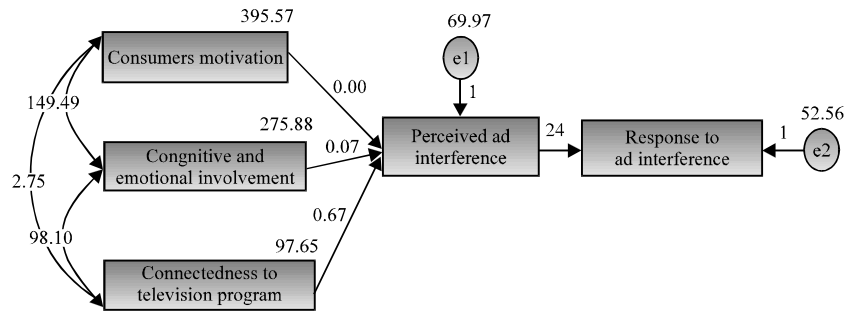 395.57
Consumers motivation
69.97
e1
149.49
0.00
1
275.88
Congnitive and
emotional involvement
0.07
Perceived ad
interference
24
Response to
ad interference
1
52.56
e2
2.75
0.67
98.10
97.65
Connectedness to
television program